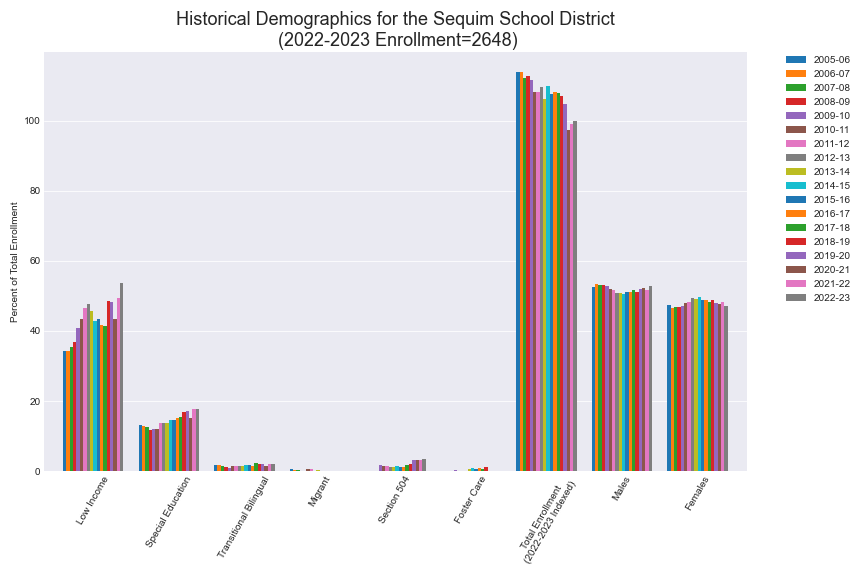 Historical Demographics for the Sequim School District
(2022-2023 Enrollment=2648)
Percent of Total Enrollment
100
80
60
40
20
0
Low Income
Special Education
Transitional Bilingual
Migrant
Section 504
Foster Care
Total Enrollment
(2022-2023 Indexed)
Males
Females
2005-06
2006-07
2007-08
2008-09
2009-10
2010-11
2011-12
2012-13
2013-14
2014-15
2015-16
2016-17
2017-18
2018-19
2019-20
2020-21
2021-22
2022-23